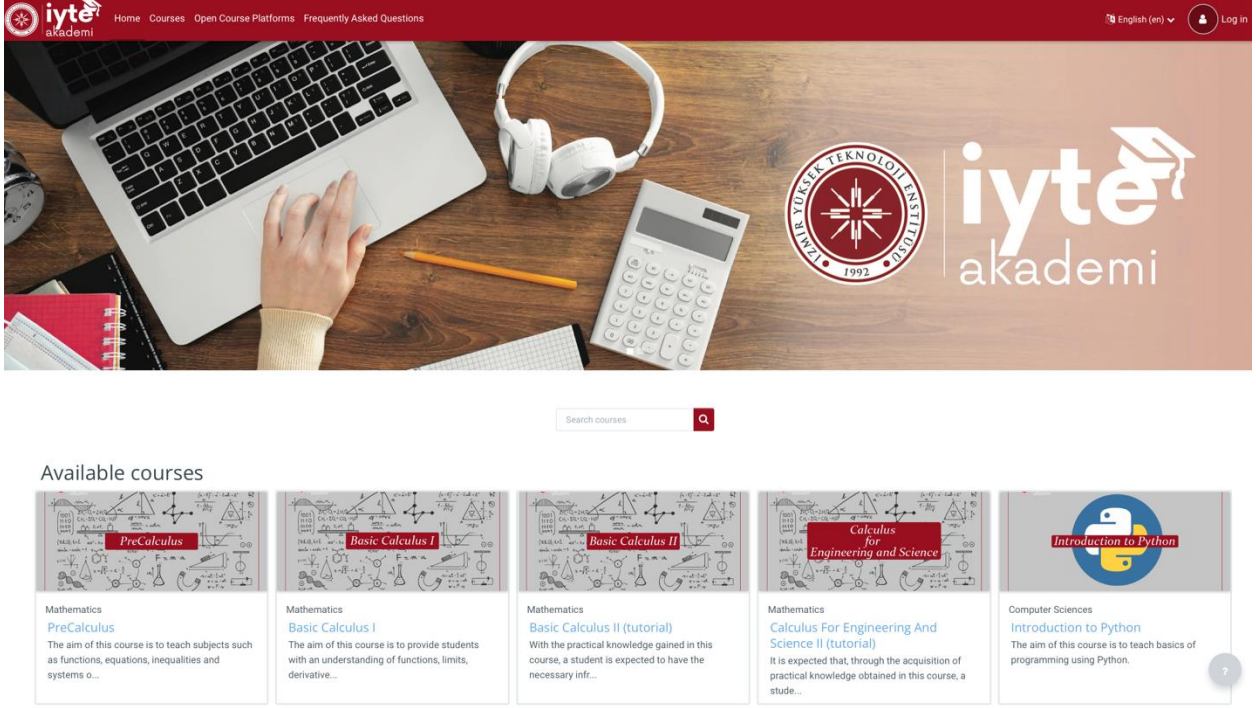 iyte
akademi
Home Courses Open Course Platforms Frequently Asked Questions
English (en)
Log in
İZMİR YÜKSEK TEKNOLOJİ ENSTİTÜSÜ
1992
iyte
akademi
Search courses
Available courses
PreCalculus
Mathematics
PreCalculus
The aim of this course is to teach subjects such
as functions, equations, inequalities and
systems o...
Basic Calculus I
Mathematics
Basic Calculus I
The aim of this course is to provide students
with an understanding of functions, limits,
derivative...
Basic Calculus II
Mathematics
Basic Calculus II (tutorial)
With the practical knowledge gained in this
course, a student is expected to have the
necessary infr...
Calculus
for
Engineering and Science
Mathematics
Calculus For Engineering And
Science II (tutorial)
It is expected that, through the acquisition of
practical knowledge obtained in this course, a
stude...
Introduction to Python
Computer Sciences
Introduction to Python
The aim of this course is to teach basics of
programming using Python.
?